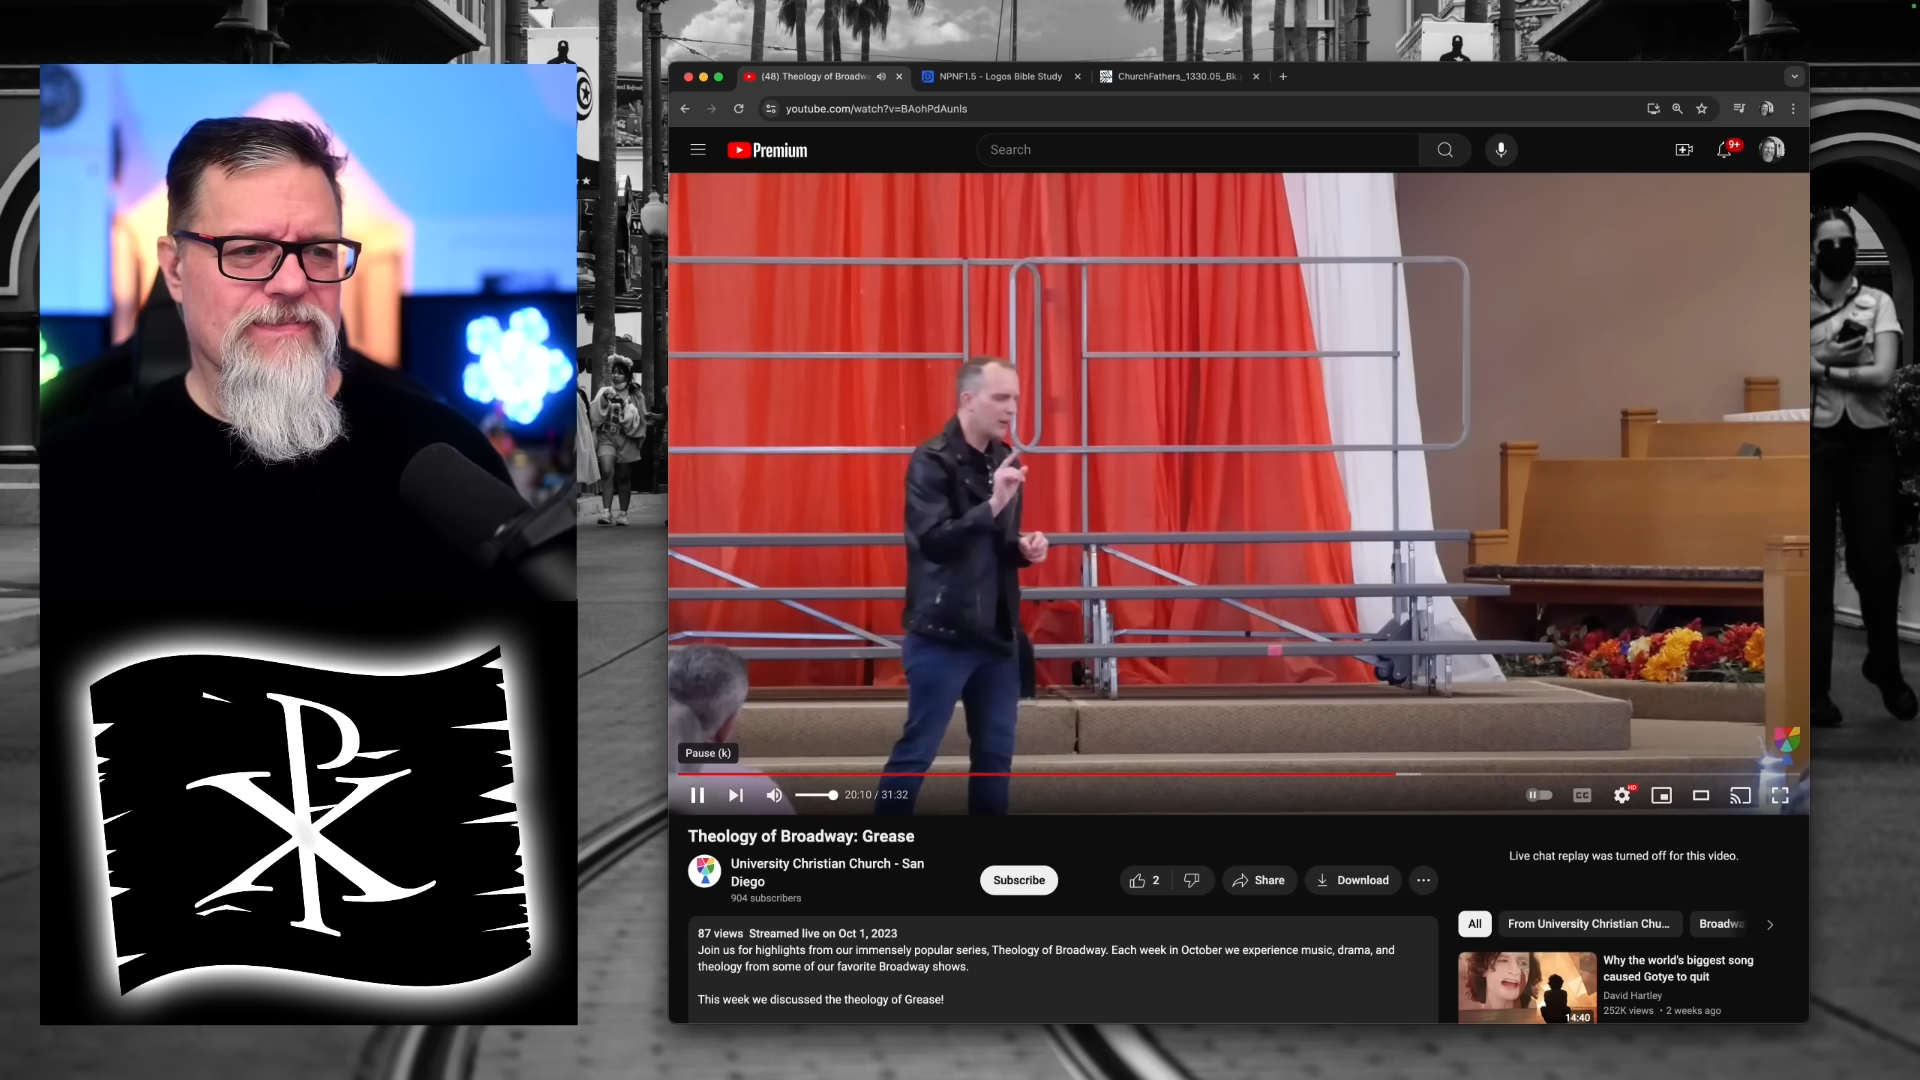 (48) Theology of Broadw
NPNF1.5 - Logos Bible Study
ChurchFathers_1330.05_Bk
youtube.com/watch?v=BAohPdAunls
Premium
Search
9+
Pause (k)
20:10 / 31:32
CC
HD
Theology of Broadway: Grease
University Christian Church - San
Diego
904 subscribers
Subscribe
2
Share
Download
Live chat replay was turned off for this video.
87 views Streamed live on Oct 1, 2023
Join us for highlights from our immensely popular series, Theology of Broadway. Each week in October we experience music, drama, and
theology from some of our favorite Broadway shows.
This week we discussed the theology of Grease!
All
From University Christian Chu...
Broadwa
Why the world's biggest song
caused Gotye to quit
David Hartley
252K views • 2 weeks ago
14:40